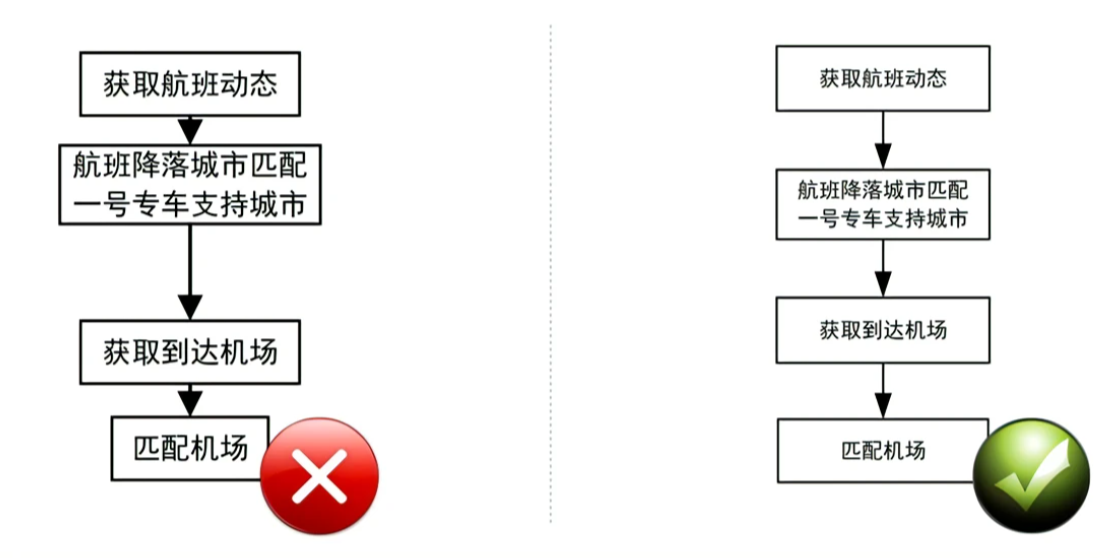 获取航班动态
航班降落城市匹配
一号专车支持城市
获取到达机场
匹配机场
获取航班动态
航班降落城市匹配
一号专车支持城市
获取到达机场
匹配机场